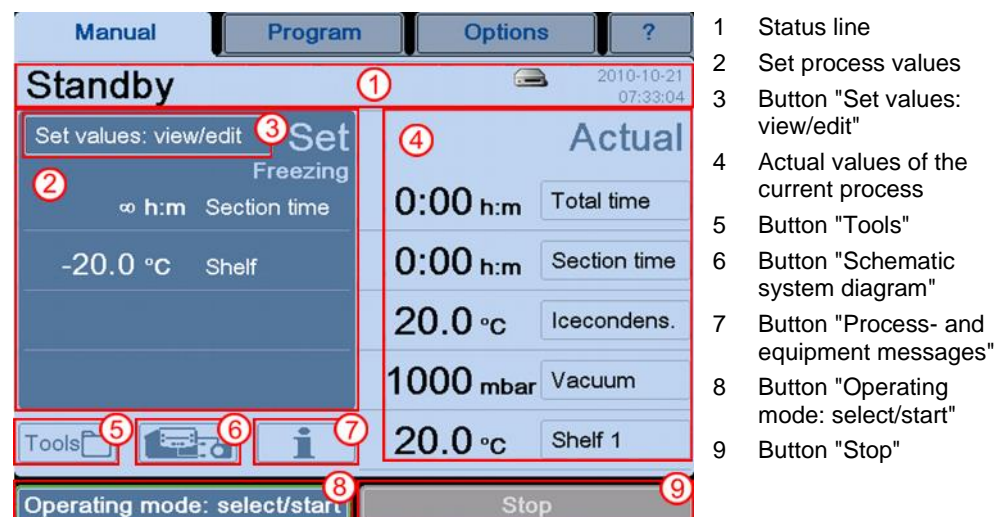 Manual Program Options ?
Standby 1 2010-10-21
07:33:04
Set values: view/edit 3 Set
Freezing
2
∞ h:m Section time
-20.0 °C Shelf
4 Actual
0:00 h:m Total time
0:00 h:m Section time
20.0 °C Icecondens.
1000 mbar Vacuum
20.0 °C Shelf 1
Tools 5 6 i 7
Operating mode: select/start 8 Stop 9
1 Status line
2 Set process values
3 Button "Set values:
view/edit"
4 Actual values of the
current process
5 Button "Tools"
6 Button "Schematic
system diagram"
7 Button "Process- and
equipment messages"
8 Button "Operating
mode: select/start"
9 Button "Stop"